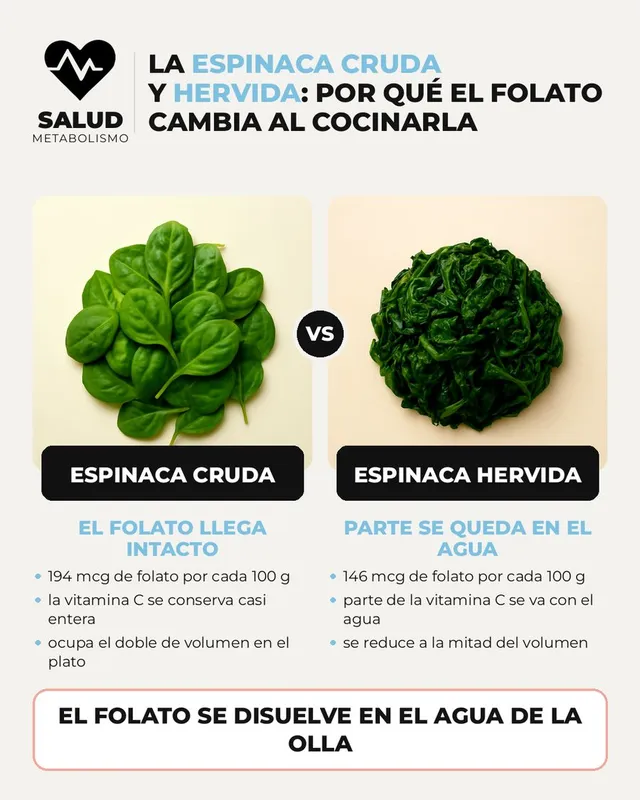 SALUD
METABOLISMO
LA ESPINACA CRUDA
Y HERVIDA: POR QUÉ EL FOLATO
CAMBIA AL COCINARLA
VS
ESPINACA CRUDA
EL FOLATO LLEGA
INTACTO
• 194 mcg de folato por cada 100 g
• la vitamina C se conserva casi
entera
• ocupa el doble de volumen en el
plato
ESPINACA HERVIDA
PARTE SE QUEDA EN EL
AGUA
• 146 mcg de folato por cada 100 g
• parte de la vitamina C se va con el
agua
• se reduce a la mitad del volumen
EL FOLATO SE DISUELVE EN EL AGUA DE LA
OLLA